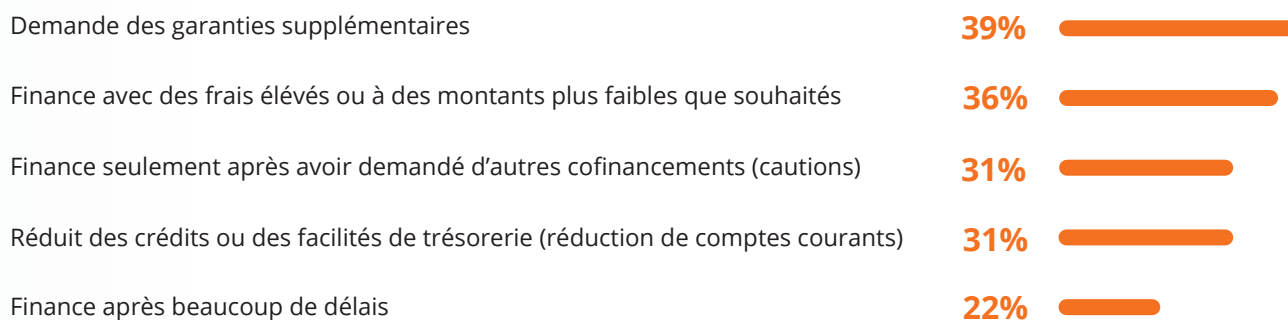 Demande des garanties supplémentaires 39%
Finance avec des frais élévés ou à des montants plus faibles que souhaités 36%
Finance seulement après avoir demandé d’autres cofinancements (cautions) 31%
Réduit des crédits ou des facilités de trésorerie (réduction de comptes courants) 31%
Finance après beaucoup de délais 22%